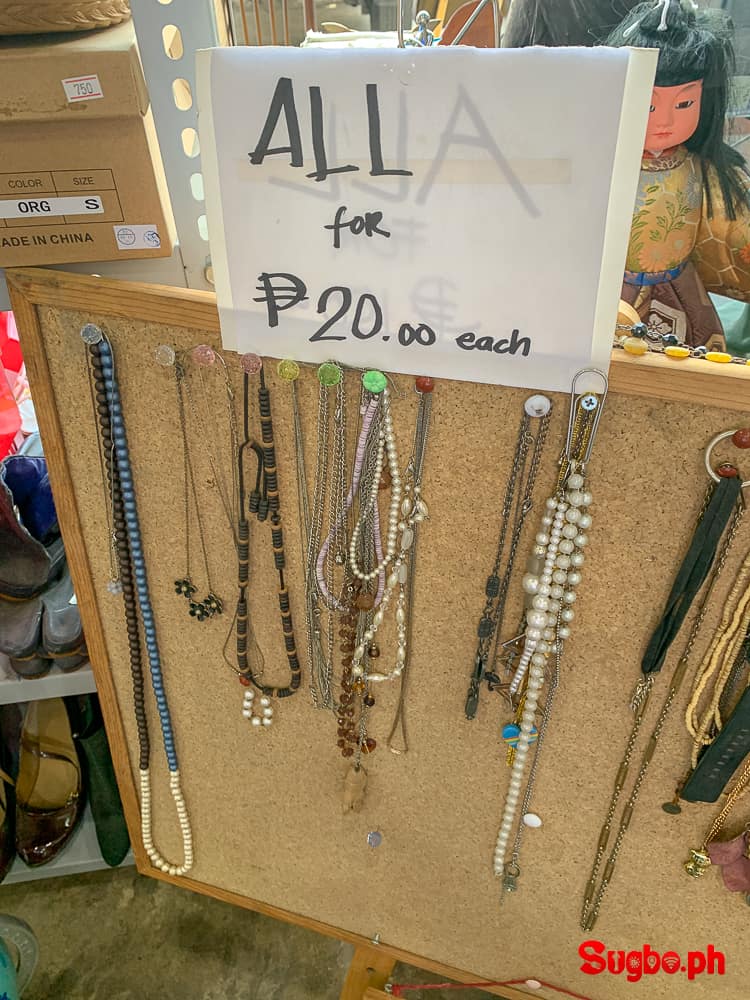 750
COLOR SIZE
ORG S
ADE IN CHINA
ALL
for
₱20.00 each
Sugbo.ph